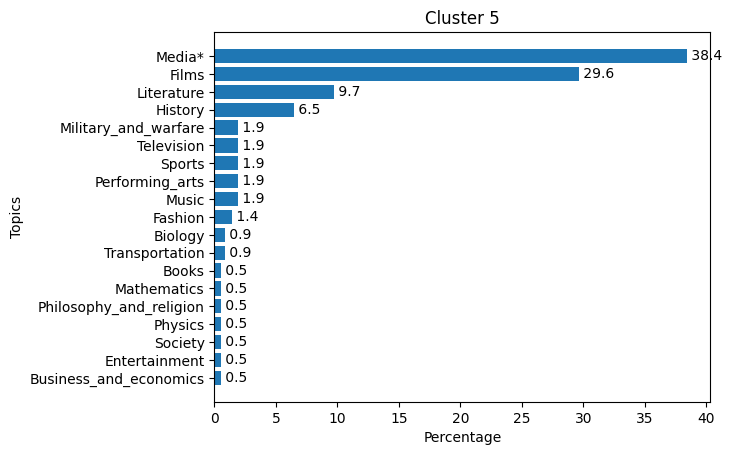 Cluster 5
Topics
Media* 38.4
Films 29.6
Literature 9.7
History 6.5
Military_and_warfare 1.9
Television 1.9
Sports 1.9
Performing_arts 1.9
Music 1.9
Fashion 1.4
Biology 0.9
Transportation 0.9
Books 0.5
Mathematics 0.5
Philosophy_and_religion 0.5
Physics 0.5
Society 0.5
Entertainment 0.5
Business_and_economics 0.5
0 5 10 15 20 25 30 35 40
Percentage